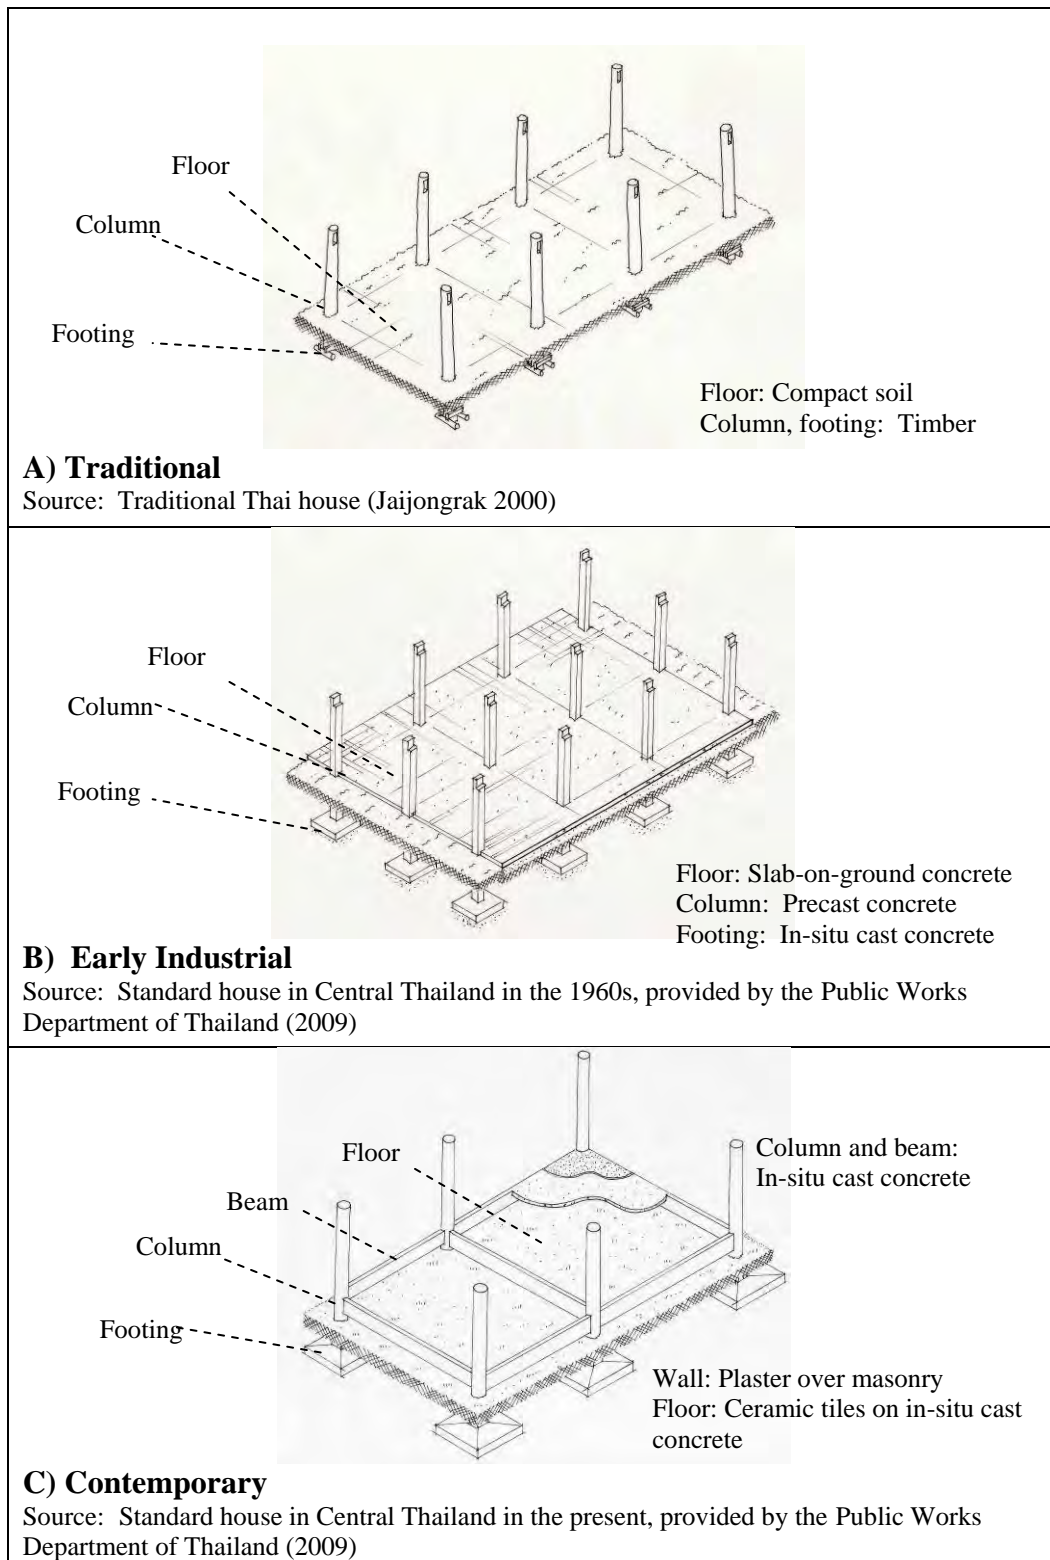 Floor
Column
Footing
Floor: Compact soil
Column, footing: Timber
A) Traditional
Source: Traditional Thai house (Jaijongrak 2000)
Floor
Column
Footing
Floor: Slab-on-ground concrete
Column: Precast concrete
Footing: In-situ cast concrete
B) Early Industrial
Source: Standard house in Central Thailand in the 1960s, provided by the Public Works
Department of Thailand (2009)
Floor
Column and beam:
In-situ cast concrete
Beam
Column
Footing
Wall: Plaster over masonry
Floor: Ceramic tiles on in-situ cast
concrete
C) Contemporary
Source: Standard house in Central Thailand in the present, provided by the Public Works
Department of Thailand (2009)